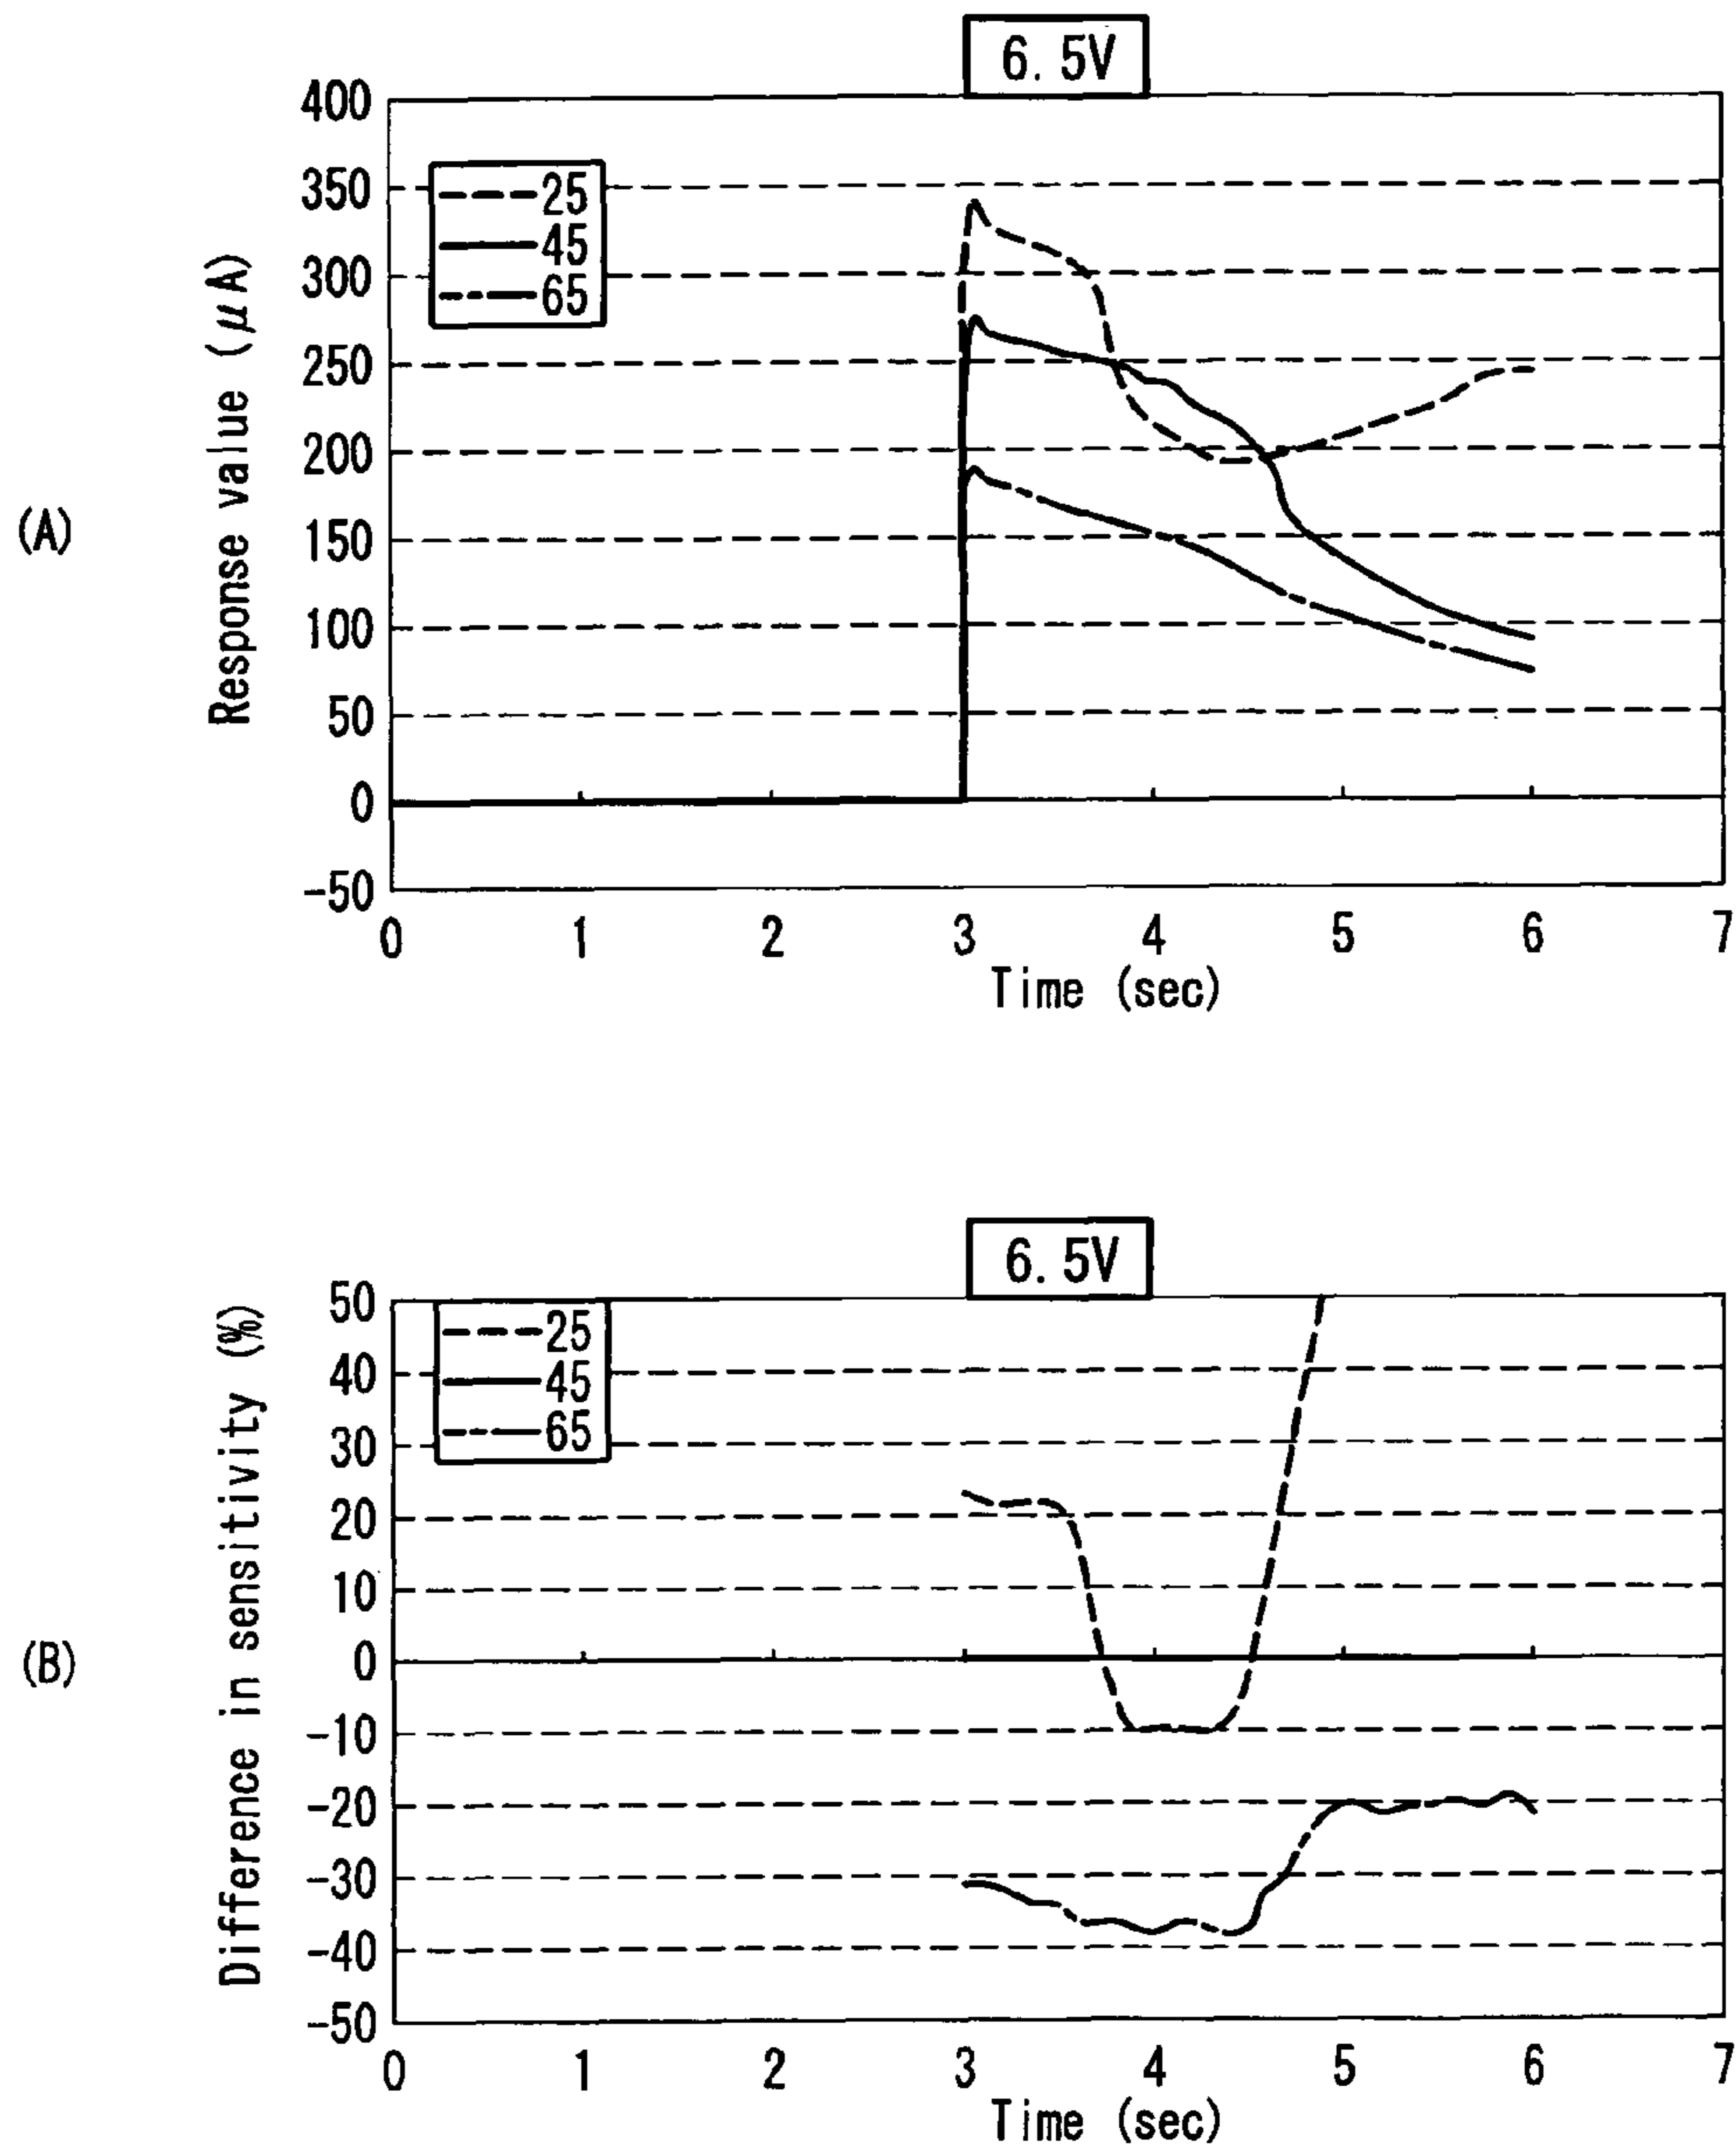 (A)
6.5V
400
350
300
250
200
150
100
50
0
-50
Response value (μA)
25
45
65
0 1 2 3 4 5 6 7
Time (sec)
(B)
6.5V
50
40
30
20
10
0
-10
-20
-30
-40
-50
Difference in sensitivity (%)
25
45
65
0 1 2 3 4 5 6 7
Time (sec)